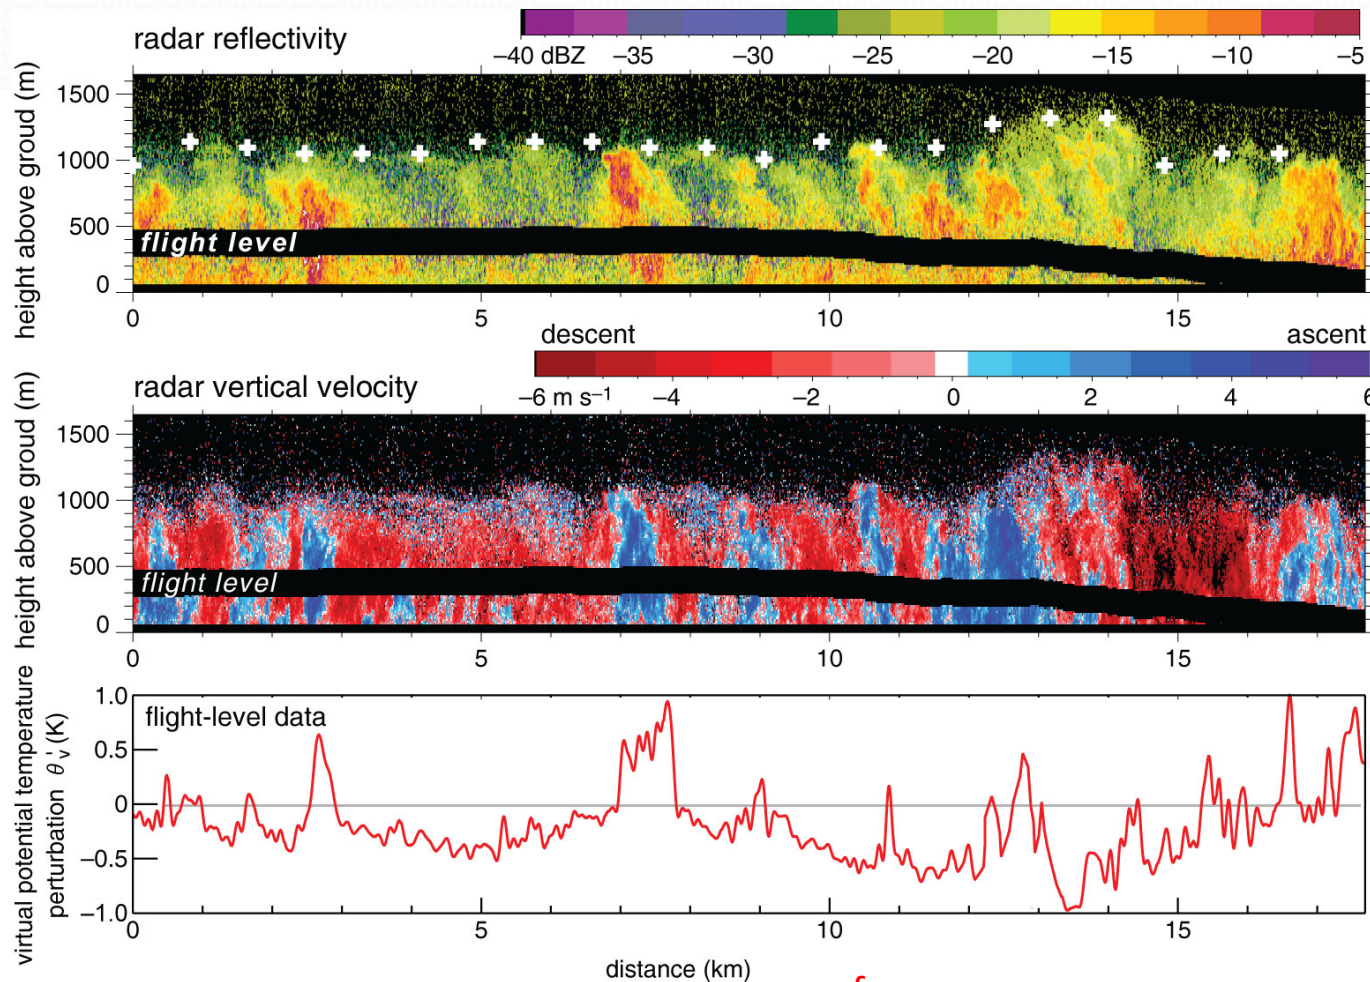 radar reflectivity
−40 dBZ −35 −30 −25 −20 −15 −10 −5
height above groud (m)
1500
1000
500
0
flight level
0 5 10 15
descent ascent
radar vertical velocity
−6 m s−1 −4 −2 0 2 4 6
height above groud (m)
1500
1000
500
0
flight level
0 5 10 15
virtual potential temperature
perturbation θ'v (K)
flight-level data
1.0
0.5
0
−0.5
−1.0
0 5 10 15
distance (km)